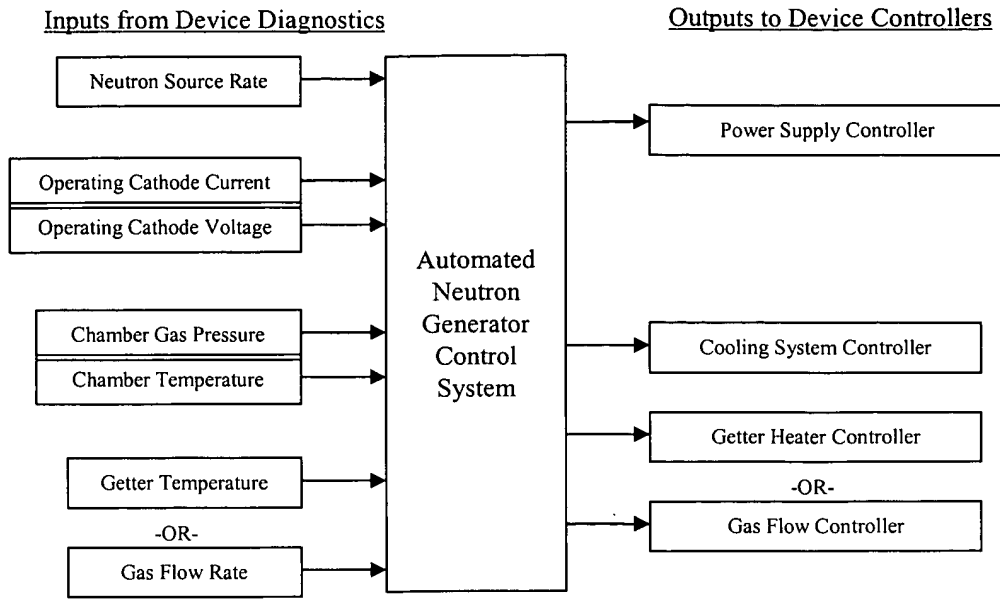 Inputs from Device Diagnostics
Neutron Source Rate
Operating Cathode Current
Operating Cathode Voltage
Chamber Gas Pressure
Chamber Temperature
Getter Temperature
-OR-
Gas Flow Rate
Automated
Neutron
Generator
Control
System
Outputs to Device Controllers
Power Supply Controller
Cooling System Controller
Getter Heater Controller
-OR-
Gas Flow Controller